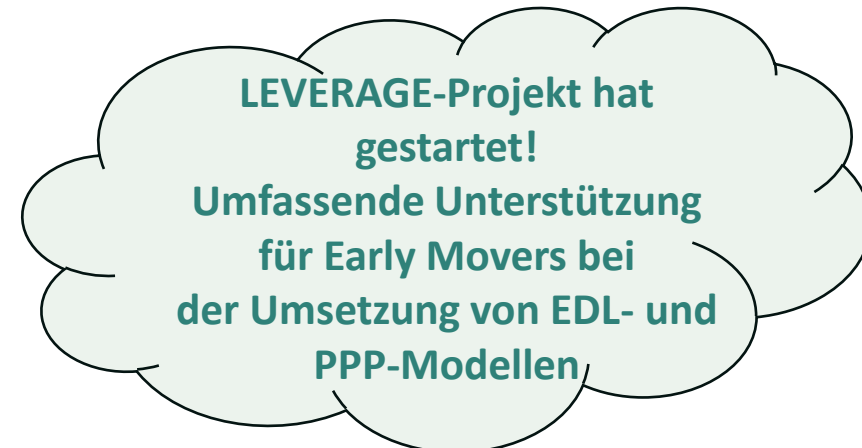 LEVERAGE-Projekt hat
gestartet!
Umfassende Unterstützung
für Early Movers bei
der Umsetzung von EDL- und
PPP-Modellen